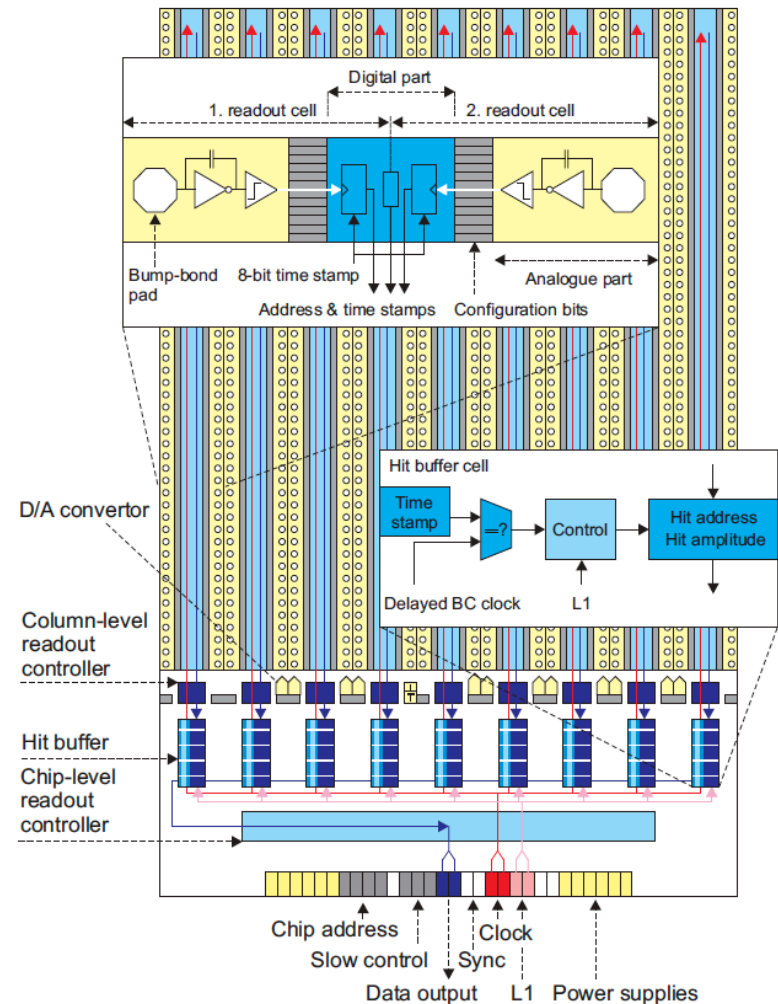 Digital part
1. readout cell
2. readout cell
Bump-bond
pad
8-bit time stamp
Address & time stamps
Analogue part
Configuration bits
Hit buffer cell
Time
stamp
=?
Control
Hit address
Hit amplitude
Delayed BC clock
L1
D/A convertor
Column-level
readout
controller
Hit buffer
Chip-level
readout
controller
Chip address
Slow control
Data output
Sync
Clock
L1
Power supplies